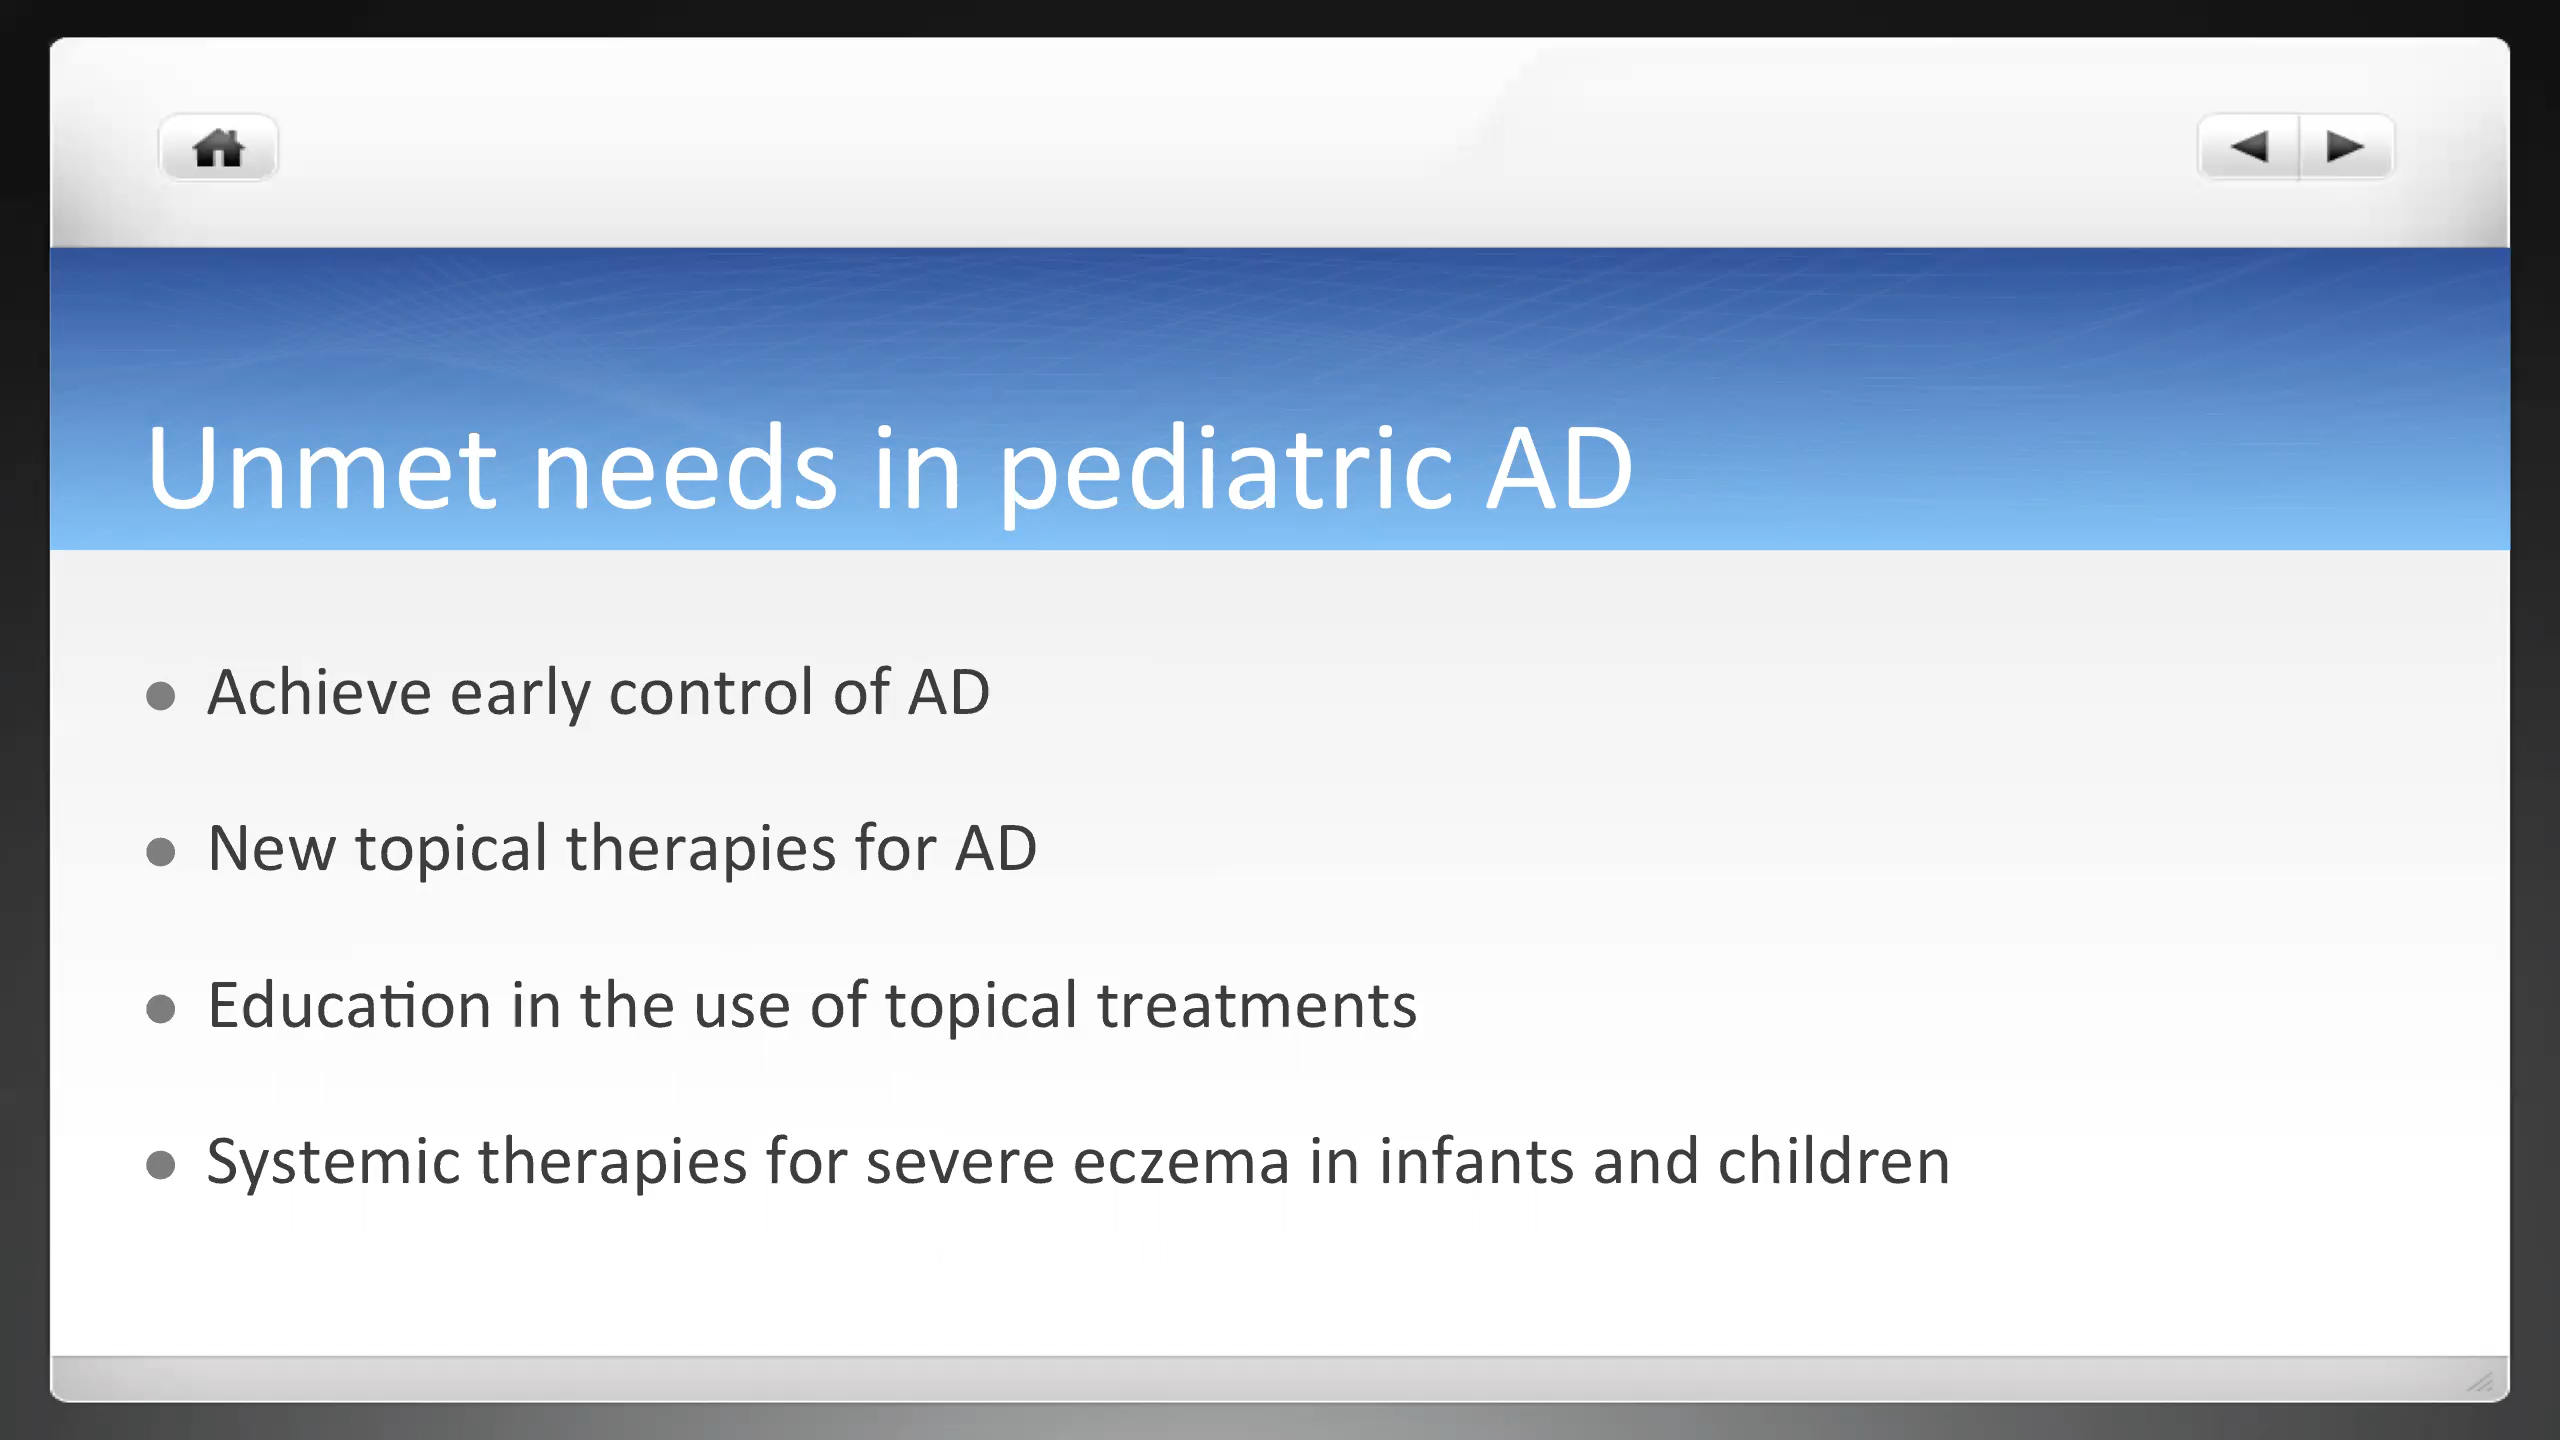 Unmet needs in pediatric AD
● Achieve early control of AD
● New topical therapies for AD
● Education in the use of topical treatments
● Systemic therapies for severe eczema in infants and children